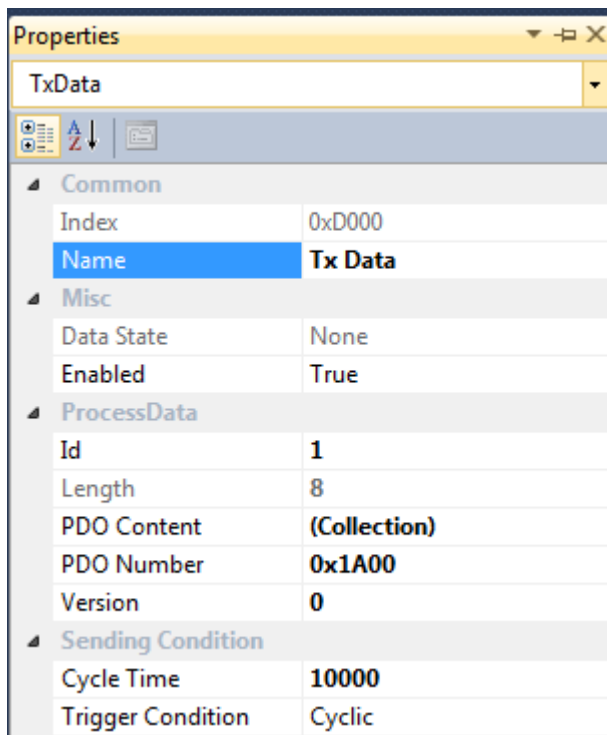 Properties
TxData
Common
Index 0xD000
Name Tx Data
Misc
Data State None
Enabled True
ProcessData
Id 1
Length 8
PDO Content (Collection)
PDO Number 0x1A00
Version 0
Sending Condition
Cycle Time 10000
Trigger Condition Cyclic